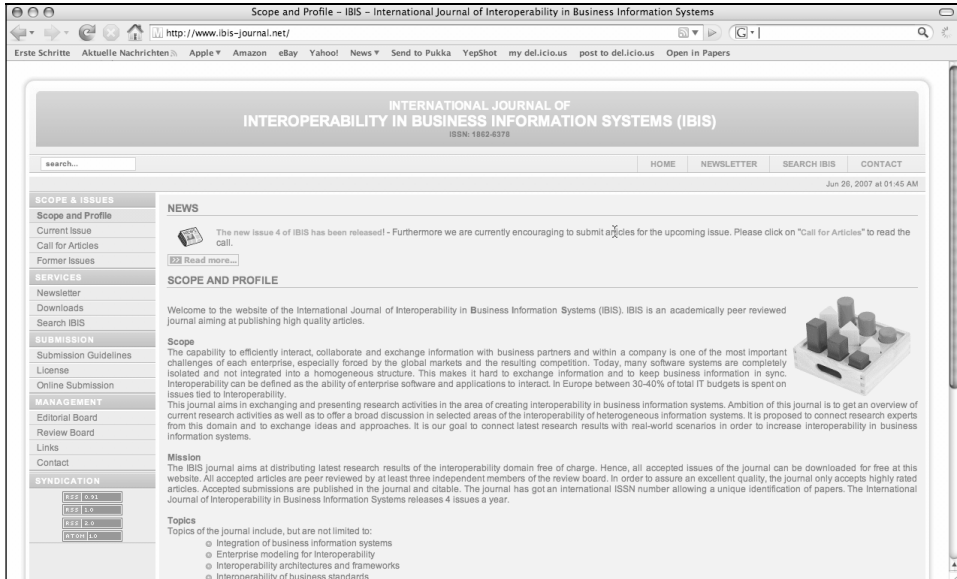 Scope and Profile – IBIS – International Journal of Interoperability in Business Information Systems
http://www.ibis-journal.net/
G
Erste Schritte Aktuelle Nachrichten Apple Amazon eBay Yahoo! News Send to Pukka YepShot my del.icio.us post to del.icio.us Open in Papers
INTERNATIONAL JOURNAL OF
INTEROPERABILITY IN BUSINESS INFORMATION SYSTEMS (IBIS)
ISSN: 1862-6378
search...
HOME NEWSLETTER SEARCH IBIS CONTACT
Jun 26, 2007 at 01:45 AM
SCOPE & ISSUES
Scope and Profile
Current Issue
Call for Articles
Former Issues
SERVICES
Newsletter
Downloads
Search IBIS
SUBMISSION
Submission Guidelines
License
Online Submission
MANAGEMENT
Editorial Board
Review Board
Links
Contact
SYNDICATION
RSS 0.91
RSS 1.0
RSS 2.0
ATOM 1.0
NEWS
The new issue 4 of IBIS has been released! - Furthermore we are currently encouraging to submit articles for the upcoming issue. Please click on "Call for Articles" to read the
call.
Read more...
SCOPE AND PROFILE
Welcome to the website of the International Journal of Interoperability in Business Information Systems (IBIS). IBIS is an academically peer reviewed
journal aiming at publishing high quality articles.
Scope
The capability to efficiently interact, collaborate and exchange information with business partners and within a company is one of the most important
challenges of each enterprise, especially forced by the global markets and the resulting competition. Today, many software systems are completely
isolated and not integrated into a homogeneous structure. This makes it hard to exchange information and to keep business information in sync.
Interoperability can be defined as the ability of enterprise software and applications to interact. In Europe between 30-40% of total IT budgets is spent on
issues tied to Interoperability.
This journal aims in exchanging and presenting research activities in the area of creating interoperability in business information systems. Ambition of this journal is to get an overview of
current research activities as well as to offer a broad discussion in selected areas of the interoperability of heterogeneous information systems. It is proposed to connect research experts
from this domain and to exchange ideas and approaches. It is our goal to connect latest research results with real-world scenarios in order to increase interoperability in business
information systems.
Mission
The IBIS journal aims at distributing latest research results of the interoperability domain free of charge. Hence, all accepted issues of the journal can be downloaded for free at this
website. All accepted articles are peer reviewed by at least three independent members of the review board. In order to assure an excellent quality, the journal only accepts highly rated
articles. Accepted submissions are published in the journal and citable. The journal has got an international ISSN number allowing a unique identification of papers. The International
Journal of Interoperability in Business Information Systems releases 4 issues a year.
Topics
Topics of the journal include, but are not limited to:
Integration of business information systems
Enterprise modeling for Interoperability
Interoperability architectures and frameworks
Interoperability of business standards